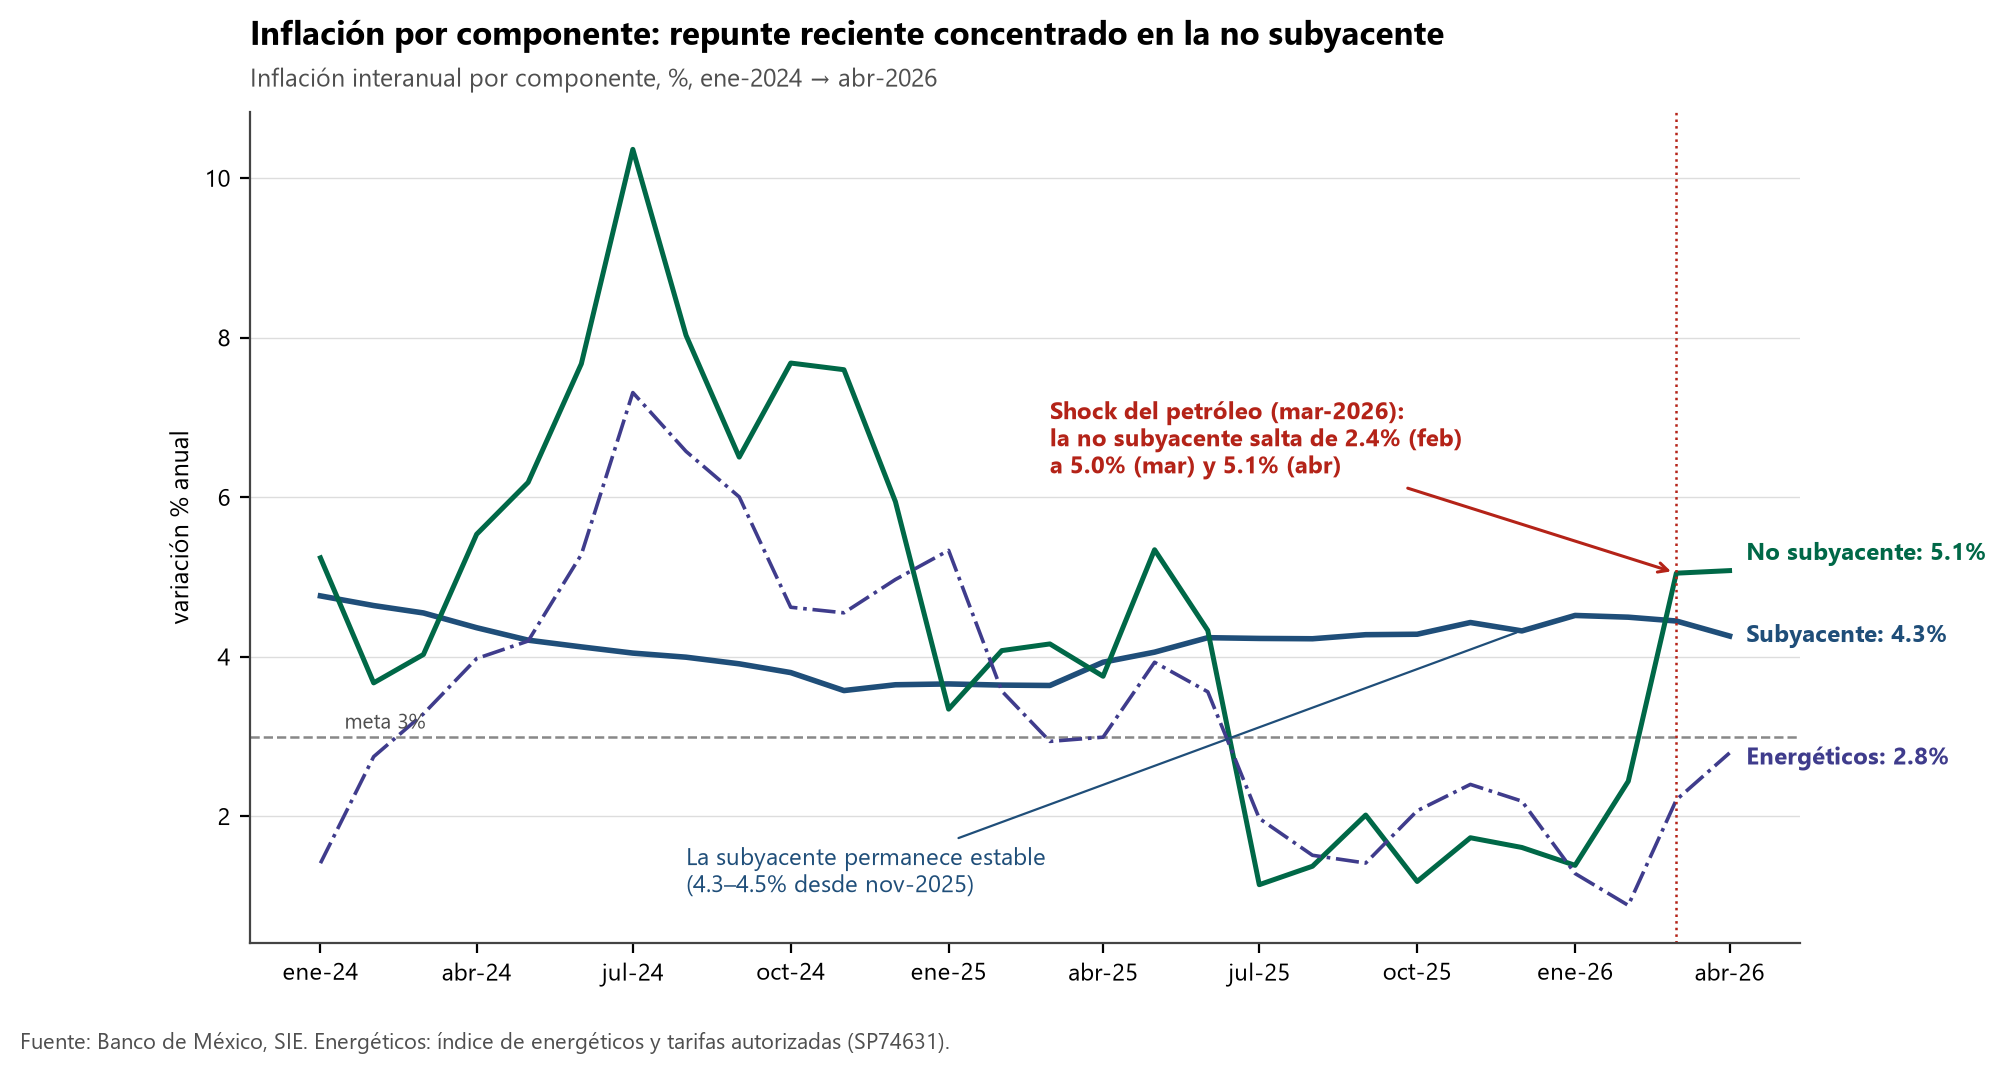 Inflación por componente: repunte reciente concentrado en la no subyacente
Inflación interanual por componente, %, ene-2024 → abr-2026
variación % anual
10
8
6
4
2
Shock del petróleo (mar-2026):
la no subyacente salta de 2.4% (feb)
a 5.0% (mar) y 5.1% (abr)
No subyacente: 5.1%
Subyacente: 4.3%
meta 3%
Energéticos: 2.8%
La subyacente permanece estable
(4.3–4.5% desde nov-2025)
ene-24 abr-24 jul-24 oct-24 ene-25 abr-25 jul-25 oct-25 ene-26 abr-26
Fuente: Banco de México, SIE. Energéticos: índice de energéticos y tarifas autorizadas (SP74631).